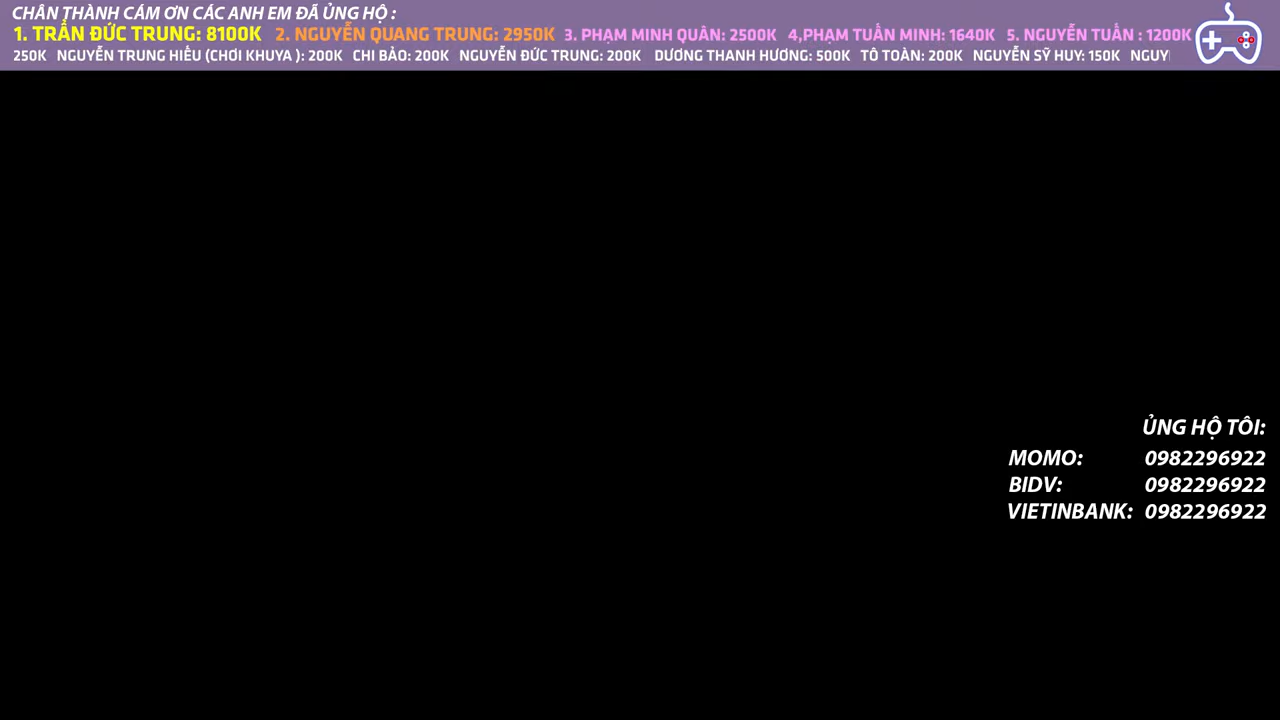 CHÂN THÀNH CÁM ƠN CÁC ANH EM ĐÃ ỦNG HỘ :
1. TRẦN ĐỨC TRUNG: 8100K 2. NGUYỄN QUANG TRUNG: 2950K 3. PHẠM MINH QUÂN: 2500K 4,PHẠM TUẤN MINH: 1640K 5. NGUYỄN TUẤN : 1200K
250K NGUYỄN TRUNG HIẾU (CHƠI KHUYA ): 200K CHI BẢO: 200K NGUYỄN ĐỨC TRUNG: 200K DƯƠNG THANH HƯƠNG: 500K TÔ TOÀN: 200K NGUYỄN SỸ HUY: 150K
ỦNG HỘ TÔI:
MOMO: 0982296922
BIDV: 0982296922
VIETINBANK: 0982296922